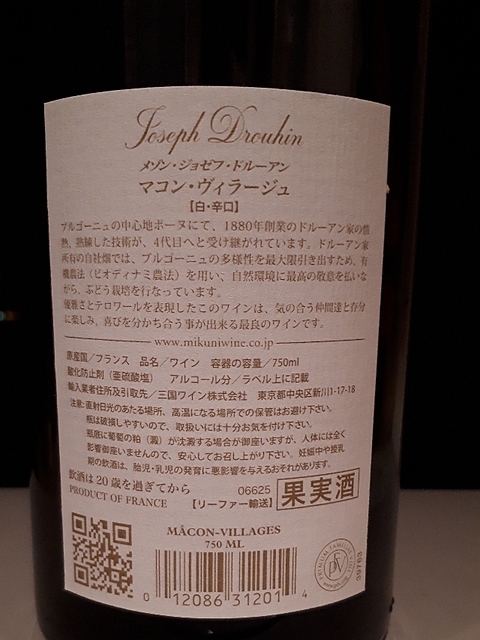 Joseph Drouhin
メゾン・ジョゼフ・ドルーアン
マコン・ヴィラージュ
【白・辛口】
ブルゴーニュの中心地ボーヌにて、1880年創業のドルーアン家の情
熱、熟練した技術が、4代目へと受け継がれています。ドルーアン家
所有の自社畑では、ブルゴーニュの多様性を最大限引き出すため、有
機農法（ビオディナミ農法）を用い、自然環境に最高の敬意を払いな
がら、ぶどう栽培を行なっています。
優雅さとテロワールを表現したこのワインは、気の合う仲間達と存分
に楽しみ、喜びを分かち合う事が出来る最良のワインです。
www.mikuniwine.co.jp
原産国／フランス 品名／ワイン 容器の容量／750ml
酸化防止剤（亜硫酸塩） アルコール分／ラベル上に記載
輸入業者住所及引取先／三国ワイン株式会社 東京都中央区新川1-17-18
注意：直射日光のあたる場所、高温になる場所での保管はお避け下さい。
瓶は破損しやすいので、取扱いには十分お気を付け下さい。
瓶底に葡萄の粕（澱）が沈澱する場合が御座いますが、人体には全く
影響御座いませんので、安心してお召し上がり下さい。妊娠中や授乳
期の飲酒は、胎児・乳児の発育に悪影響を与えるおそれがあります。
飲酒は20歳を過ぎてから
PRODUCT OF FRANCE
06625
【リーファー輸送】
果実酒
MÂCON-VILLAGES
750 ML
0 12086 31201 4
39763